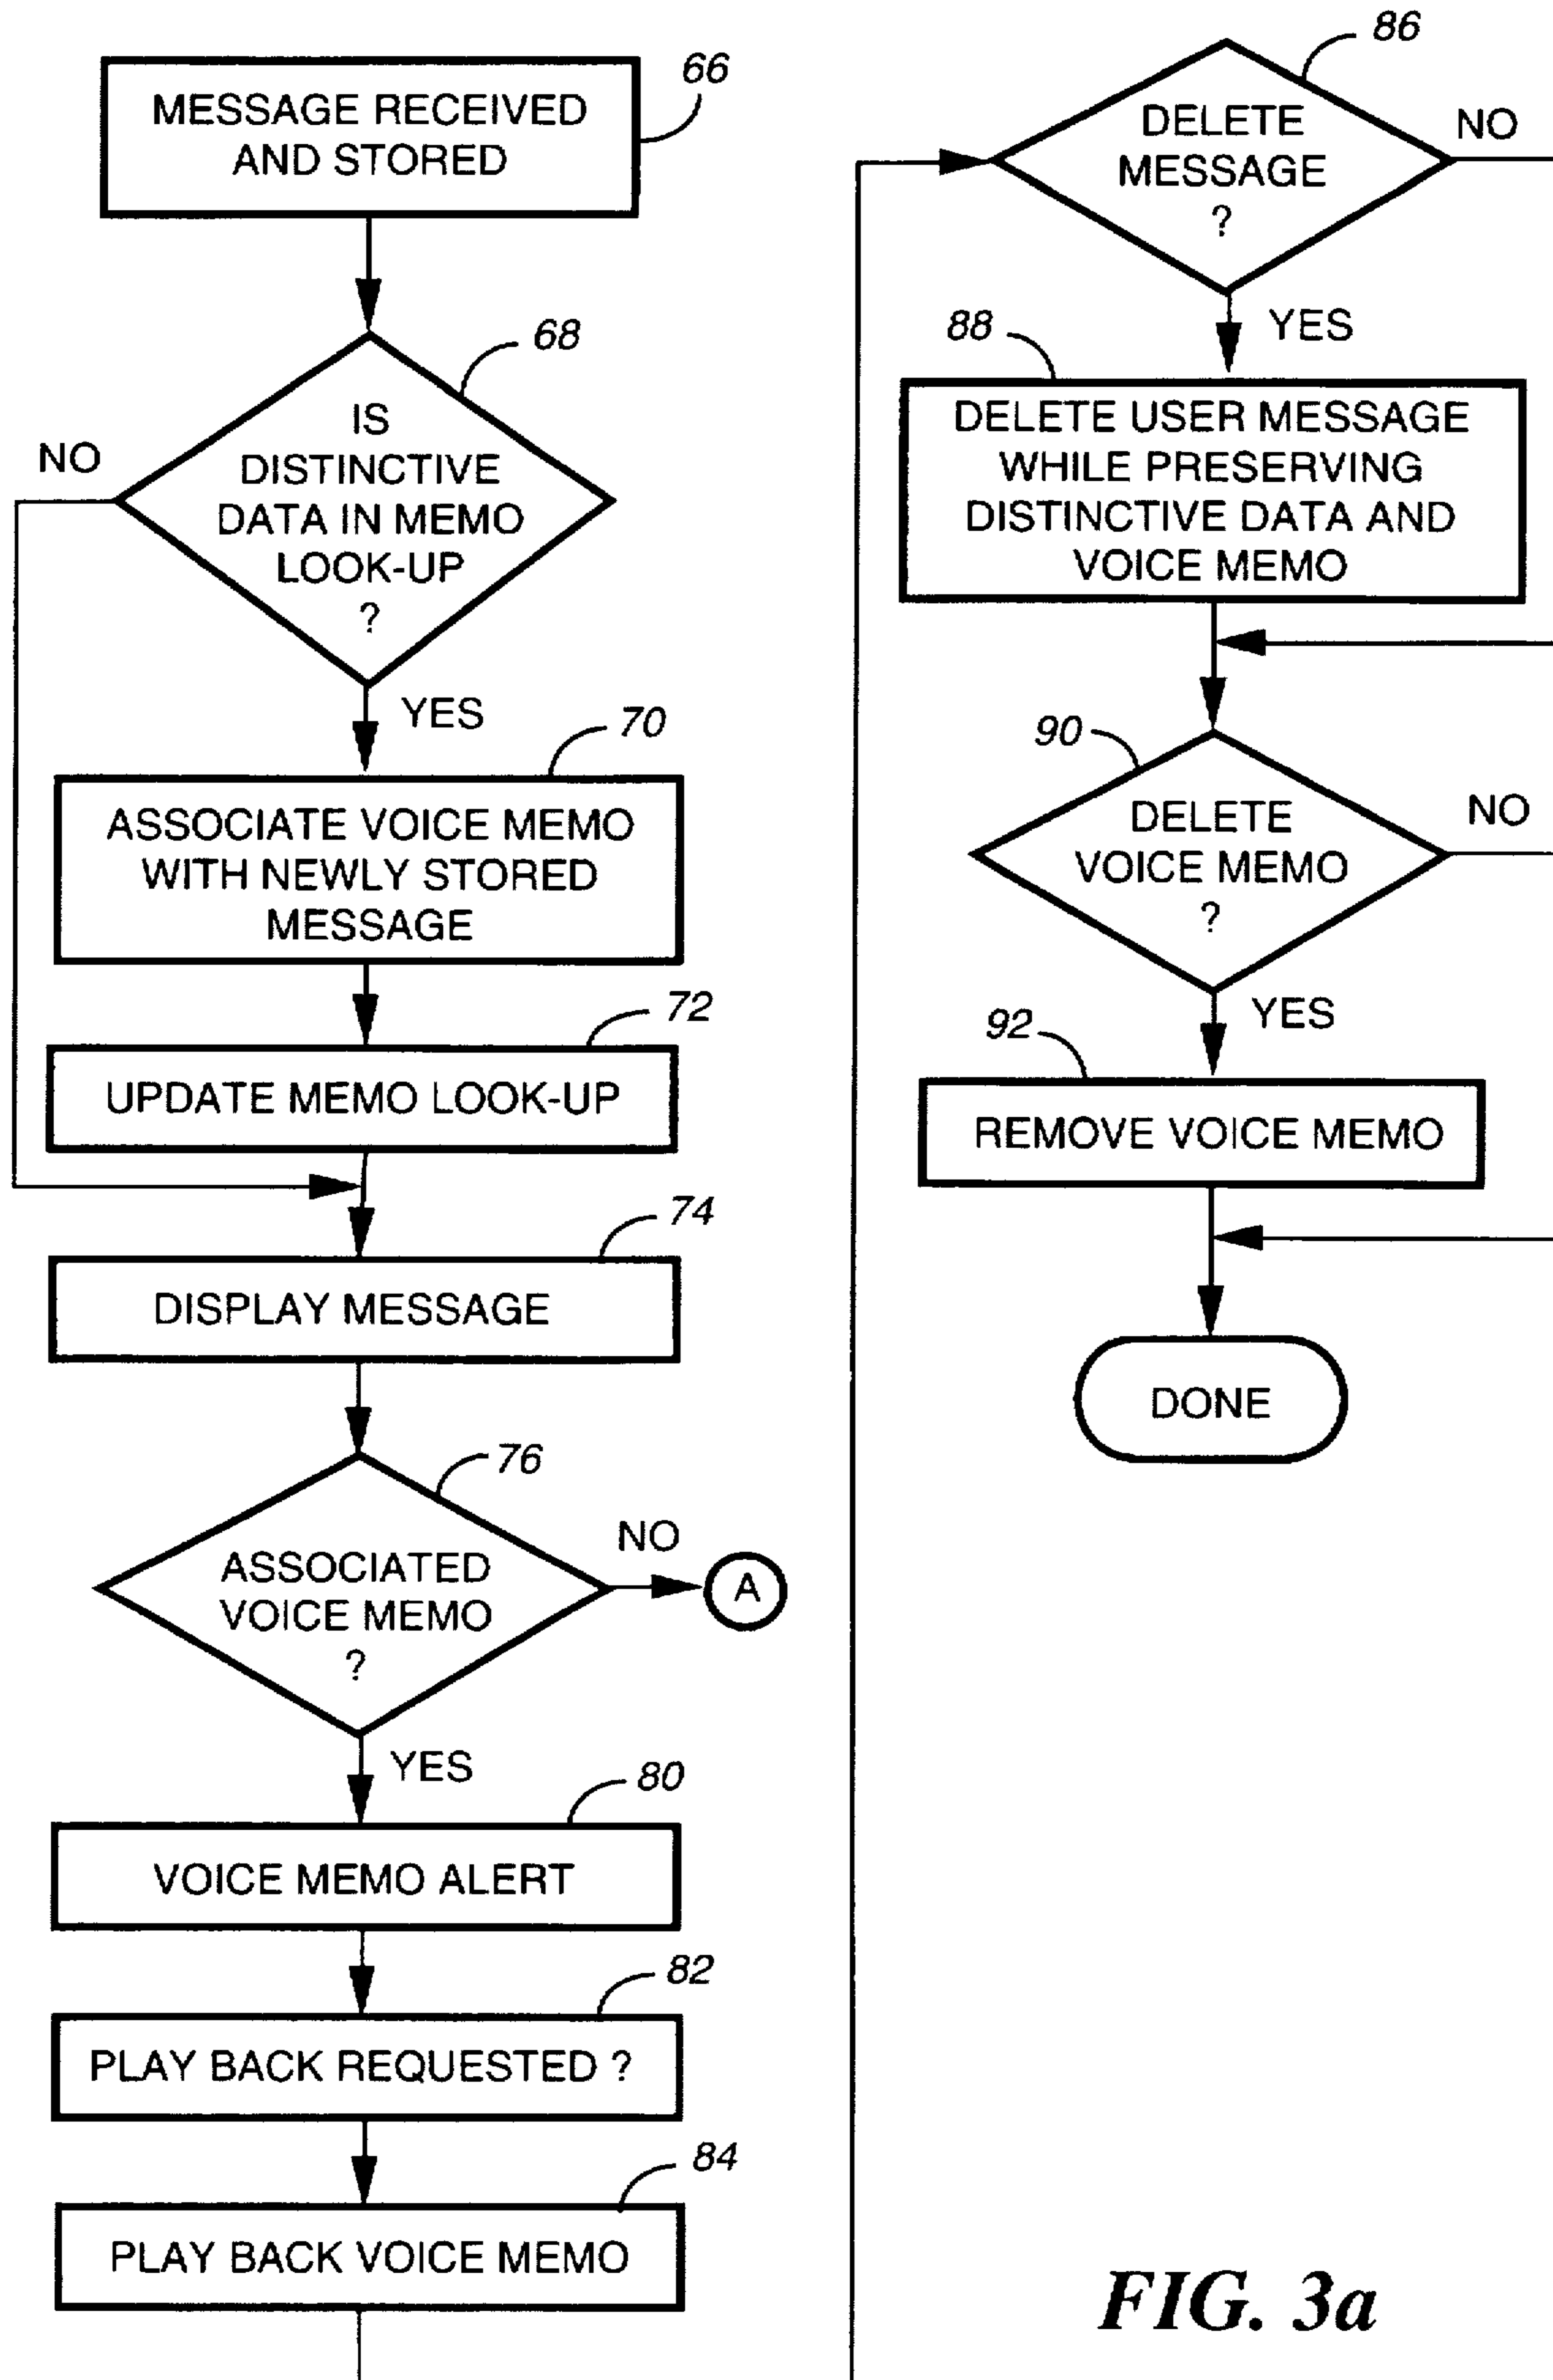 66
MESSAGE RECEIVED
AND STORED
68
IS
DISTINCTIVE
DATA IN MEMO
LOOK-UP
?
NO
YES
70
ASSOCIATE VOICE MEMO
WITH NEWLY STORED
MESSAGE
72
UPDATE MEMO LOOK-UP
74
DISPLAY MESSAGE
76
ASSOCIATED
VOICE MEMO
?
NO
A
YES
80
VOICE MEMO ALERT
82
PLAY BACK REQUESTED ?
84
PLAY BACK VOICE MEMO
86
DELETE
MESSAGE
?
NO
YES
88
DELETE USER MESSAGE
WHILE PRESERVING
DISTINCTIVE DATA AND
VOICE MEMO
90
DELETE
VOICE MEMO
?
NO
YES
92
REMOVE VOICE MEMO
DONE
FIG. 3a